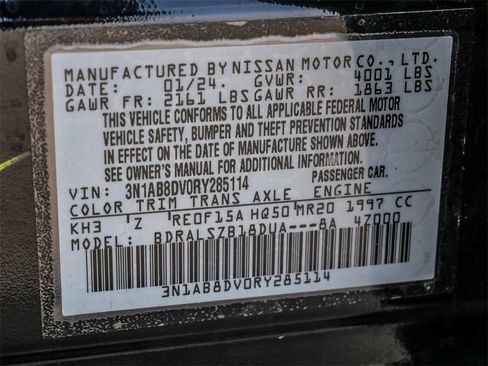 MANUFACTURED BY NISSAN MOTOR CO., LTD.
DATE: 01/24. GVWR: 4001 LBS
GAWR FR: 2161 LBS GAWR RR: 1863 LBS
THIS VEHICLE CONFORMS TO ALL APPLICABLE FEDERAL MOTOR
VEHICLE SAFETY, BUMPER AND THEFT PREVENTION STANDARDS
IN EFFECT ON THE DATE OF MANUFACTURE SHOWN ABOVE.
SEE OWNER'S MANUAL FOR ADDITIONAL INFORMATION.
VIN: 3N1AB8DV0RY285114 PASSENGER CAR.
COLOR TRIM TRANS AXLE ENGINE
KH3 Z RE0F15A HQ50 MR20 1997 CC
MODEL: BDRALSZB18DUA---8A 47000
3N1AB8DV0RY285114